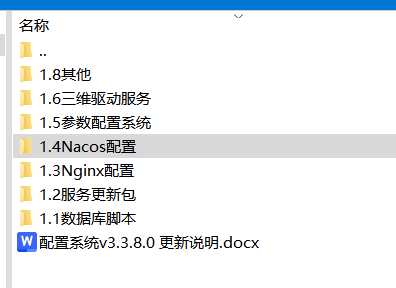 名称
..
1.8其他
1.6三维驱动服务
1.5参数配置系统
1.4Nacos配置
1.3Nginx配置
1.2服务更新包
1.1数据库脚本
配置系统v3.3.8.0 更新说明.docx